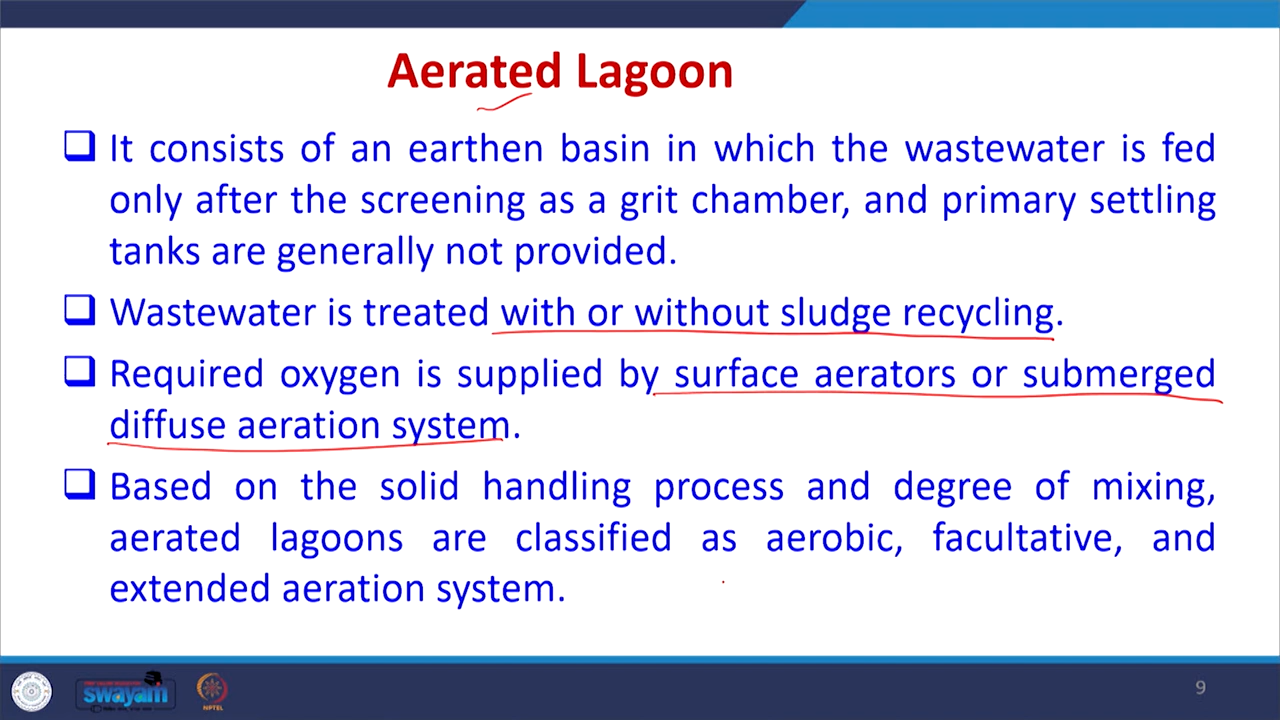 Aerated Lagoon
It consists of an earthen basin in which the wastewater is fed
only after the screening as a grit chamber, and primary settling
tanks are generally not provided.
Wastewater is treated with or without sludge recycling.
Required oxygen is supplied by surface aerators or submerged
diffuse aeration system.
Based on the solid handling process and degree of mixing,
aerated lagoons are classified as aerobic, facultative, and
extended aeration system.
swayam
NPTEL
9